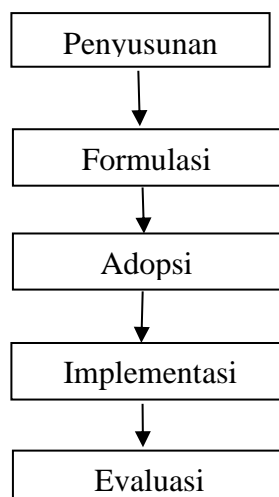 Penyusunan
Formulasi
Adopsi
Implementasi
Evaluasi